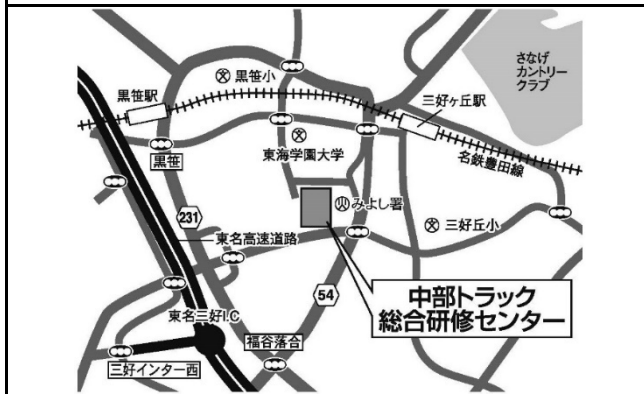 さなげ
カントリー
クラブ
黒笹小
黒笹駅
三好ヶ丘駅
東海学園大学
名鉄豊田線
黒笹
みよし署
三好丘小
231
東名高速道路
54
中部トラック
総合研修センター
東名三好I.C
福谷落合
三好インター西